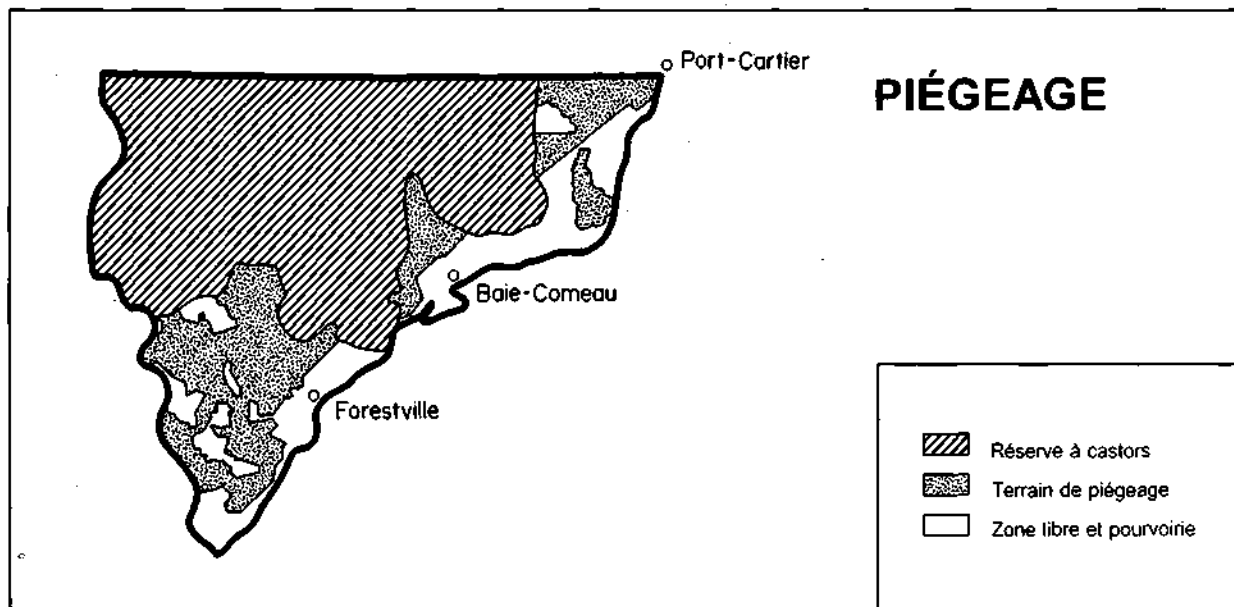 Port-Cartier
PIÉGEAGE
Baie-Comeau
Forestville
Réserve à castors
Terrain de piégeage
Zone libre et pourvoirie